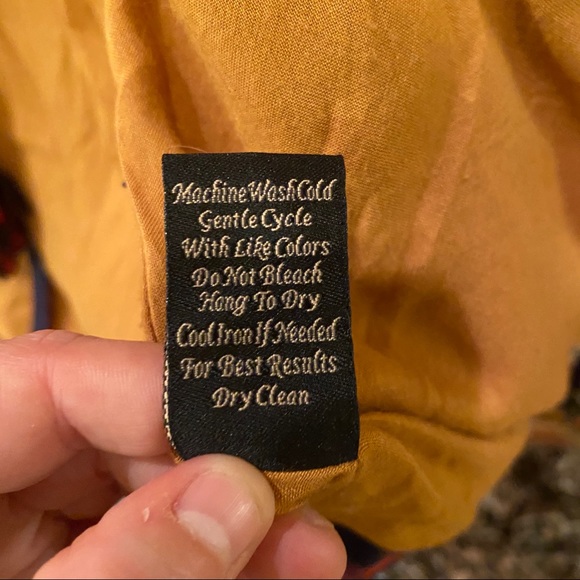 Machine Wash Cold
Gentle Cycle
With Like Colors
Do Not Bleach
Hang To Dry
Cool Iron If Needed
For Best Results
Dry Clean